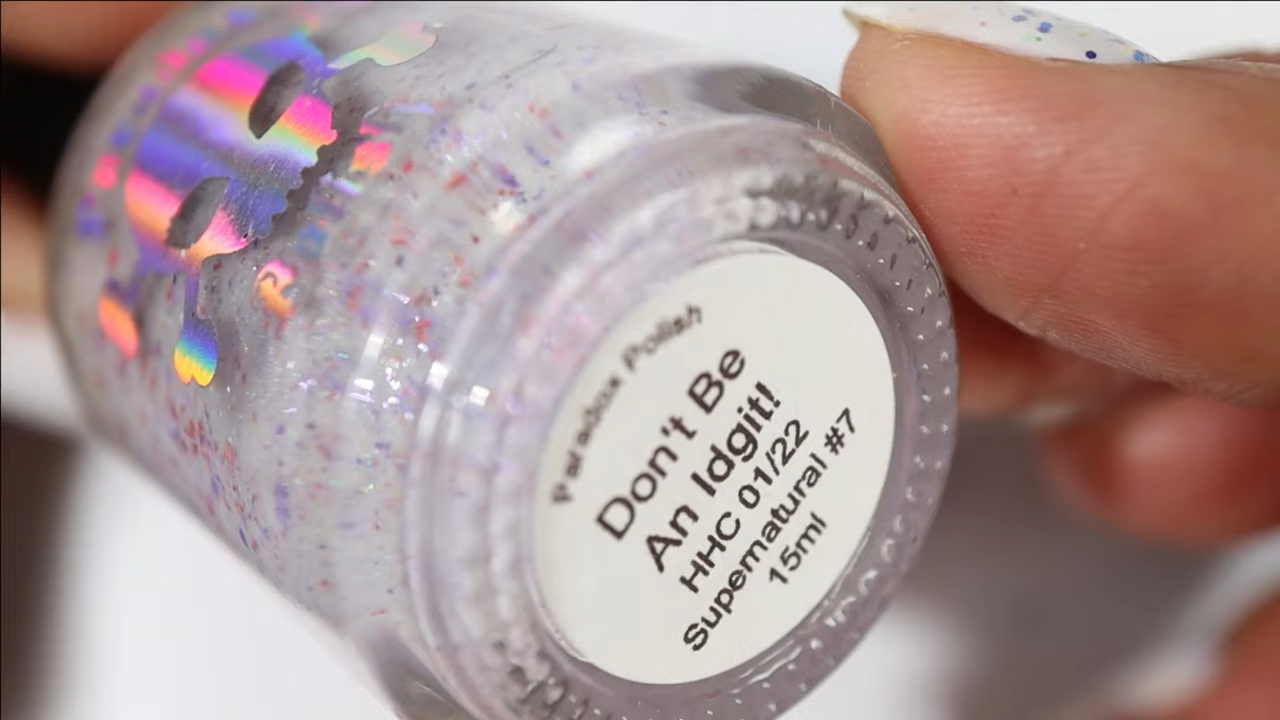 Paradox Polish
Don't Be
An Idgit!
HHC 01/22
Supernatural #7
15ml